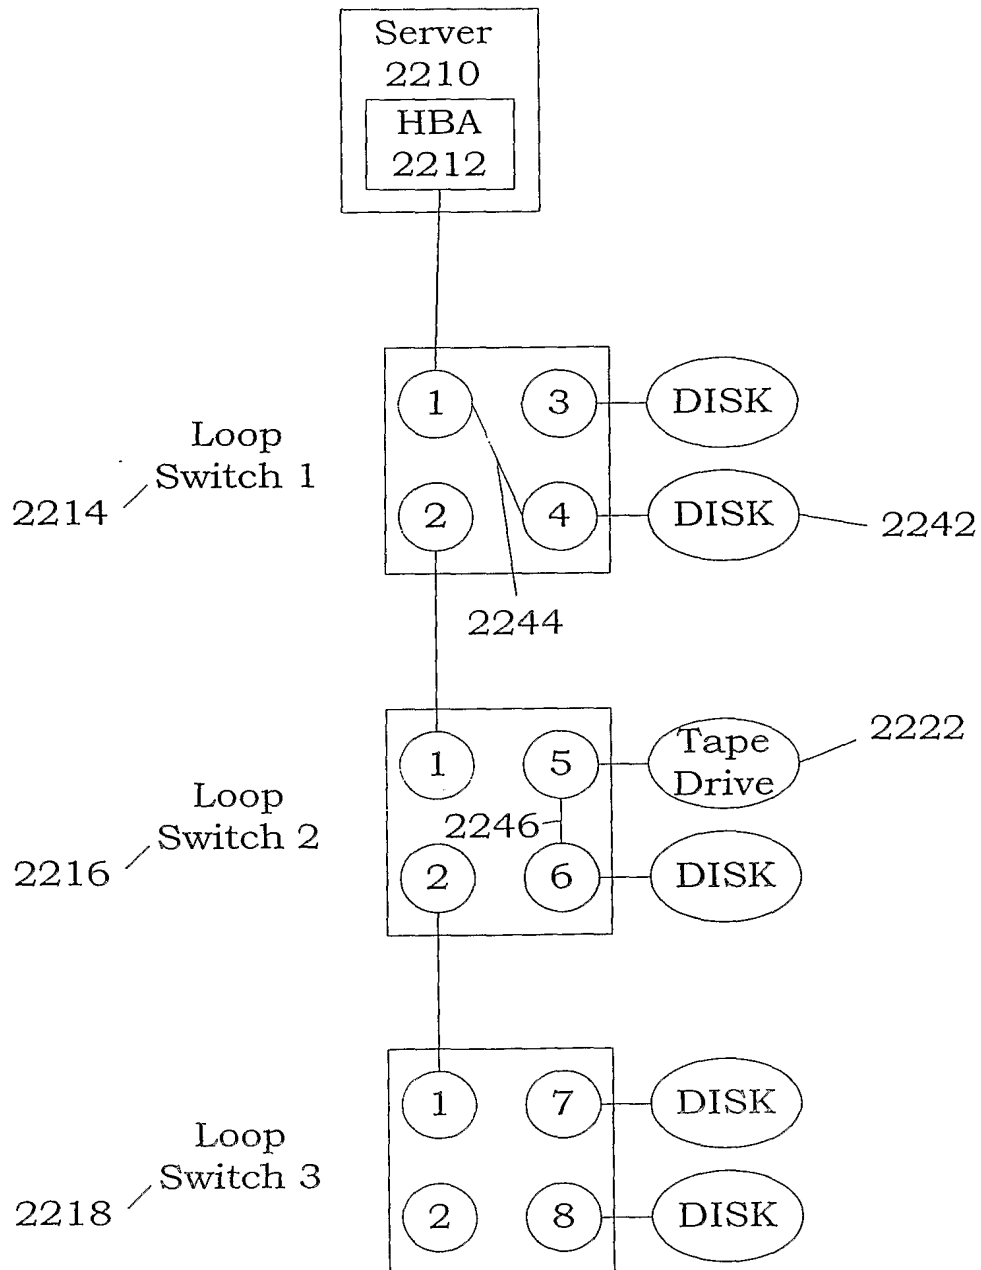 Server
2210
HBA
2212
1
3
DISK
Loop
Switch 1
2214
2
4
DISK
2242
2244
1
5
Tape
Drive
2222
Loop
Switch 2
2246
2216
2
6
DISK
1
7
DISK
Loop
Switch 3
2218
2
8
DISK